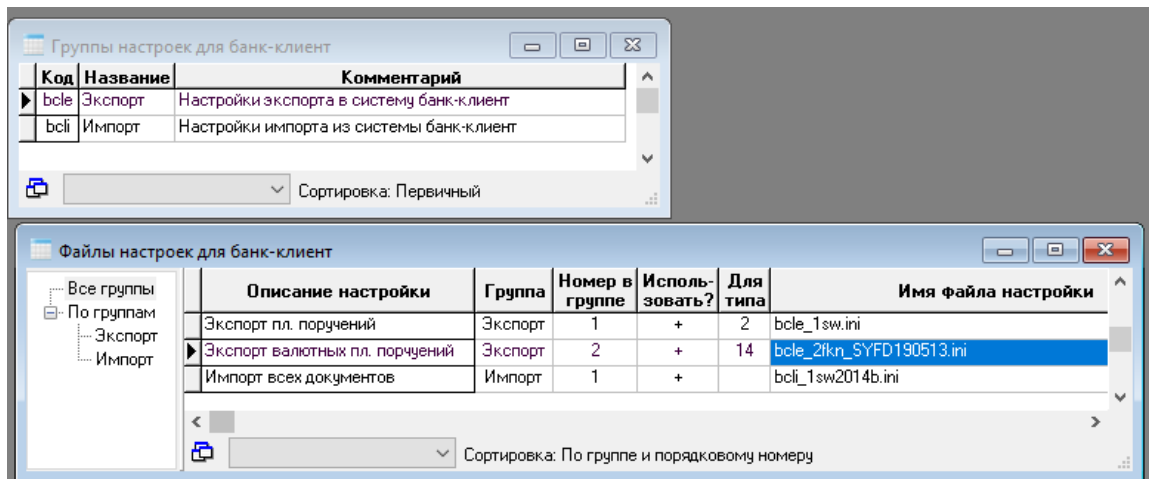 Группы настроек для банк-клиент
Код Название Комментарий
bcle Экспорт Настройки экспорта в систему банк-клиент
bcli Импорт Настройки импорта из системы банк-клиент
Сортировка: Первичный
Файлы настроек для банк-клиент
Все группы
По группам
Экспорт
Импорт
Описание настройки Группа Номер в группе Исполь-зовать? Для типа Имя файла настройки
Экспорт пл. поручений Экспорт 1 + 2 bcle_1sw.ini
Экспорт валютных пл. порчуений Экспорт 2 + 14 bcle_2fkn_SYFD190513.ini
Импорт всех документов Импорт 1 + bcli_1sw2014b.ini
Сортировка: По группе и порядковому номеру